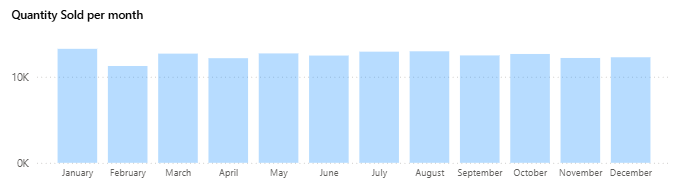 Quantity Sold per month
10K
0K
January February March April May June July August September October November December